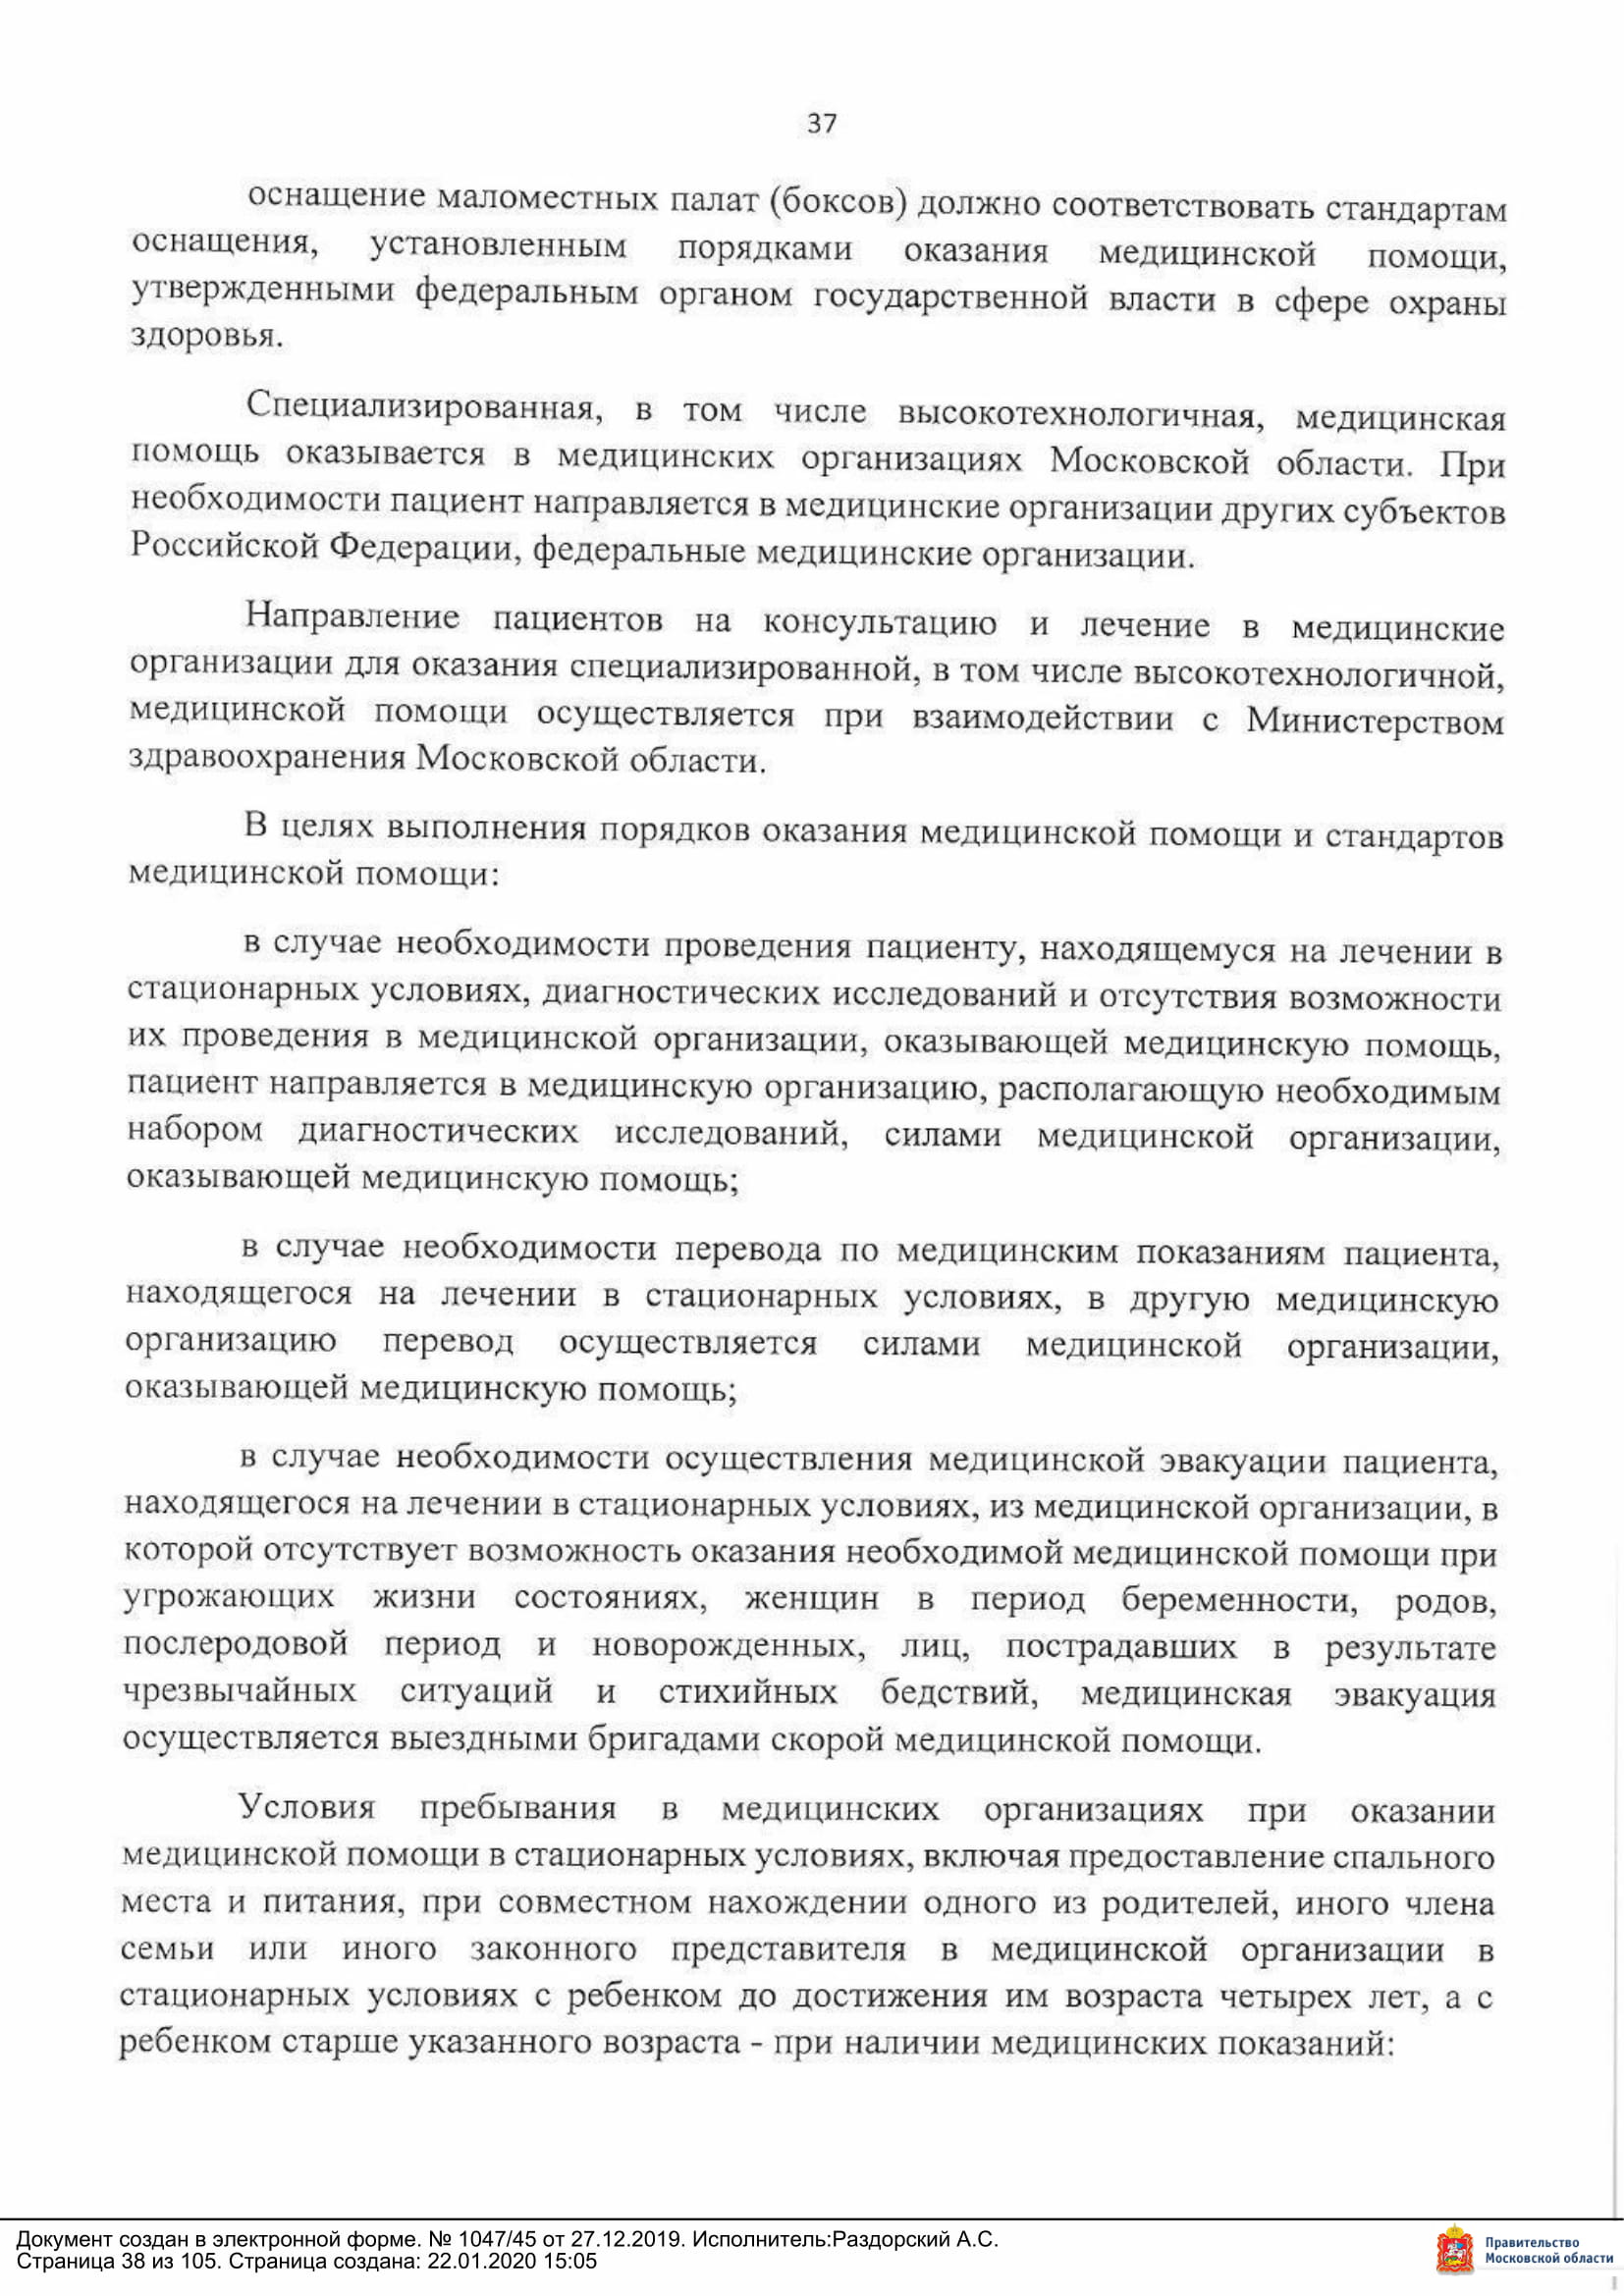 37
оснащение маломестных палат (боксов) должно соответствовать стандартам
оснащения, установленным порядками оказания медицинской помощи,
утвержденными федеральным органом государственной власти в сфере охраны
здоровья.
Специализированная, в том числе высокотехнологичная, медицинская
помощь оказывается в медицинских организациях Московской области. При
необходимости пациент направляется в медицинские организации других субъектов
Российской Федерации, федеральные медицинские организации.
Направление пациентов на консультацию и лечение в медицинские
организации для оказания специализированной, в том числе высокотехнологичной,
медицинской помощи осуществляется при взаимодействии с Министерством
здравоохранения Московской области.
В целях выполнения порядков оказания медицинской помощи и стандартов
медицинской помощи:
в случае необходимости проведения пациенту, находящемуся на лечении в
стационарных условиях, диагностических исследований и отсутствия возможности
их проведения в медицинской организации, оказывающей медицинскую помощь,
пациент направляется в медицинскую организацию, располагающую необходимым
набором диагностических исследований, силами медицинской организации,
оказывающей медицинскую помощь;
в случае необходимости перевода по медицинским показаниям пациента,
находящегося на лечении в стационарных условиях, в другую медицинскую
организацию перевод осуществляется силами медицинской организации,
оказывающей медицинскую помощь;
в случае необходимости осуществления медицинской эвакуации пациента,
находящегося на лечении в стационарных условиях, из медицинской организации, в
которой отсутствует возможность оказания необходимой медицинской помощи при
угрожающих жизни состояниях, женщин в период беременности, родов,
послеродовой период и новорожденных, лиц, пострадавших в результате
чрезвычайных ситуаций и стихийных бедствий, медицинская эвакуация
осуществляется выездными бригадами скорой медицинской помощи.
Условия пребывания в медицинских организациях при оказании
медицинской помощи в стационарных условиях, включая предоставление спального
места и питания, при совместном нахождении одного из родителей, иного члена
семьи или иного законного представителя в медицинской организации в
стационарных условиях с ребенком до достижения им возраста четырех лет, а с
ребенком старше указанного возраста - при наличии медицинских показаний:
Документ создан в электронной форме. № 1047/45 от 27.12.2019. Исполнитель:Раздорский А.С.
Страница 38 из 105. Страница создана: 22.01.2020 15:05
Правительство
Московской области